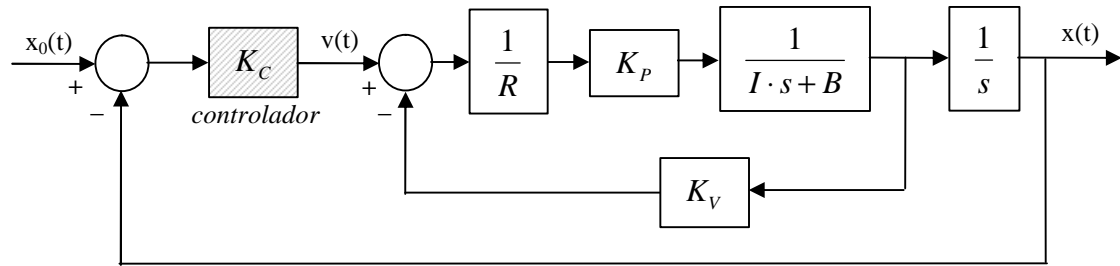 x₀(t)
+
−
K_C
controlador
v(t)
+
−
1
R
K_P
1
I · s + B
1
s
x(t)
K_V